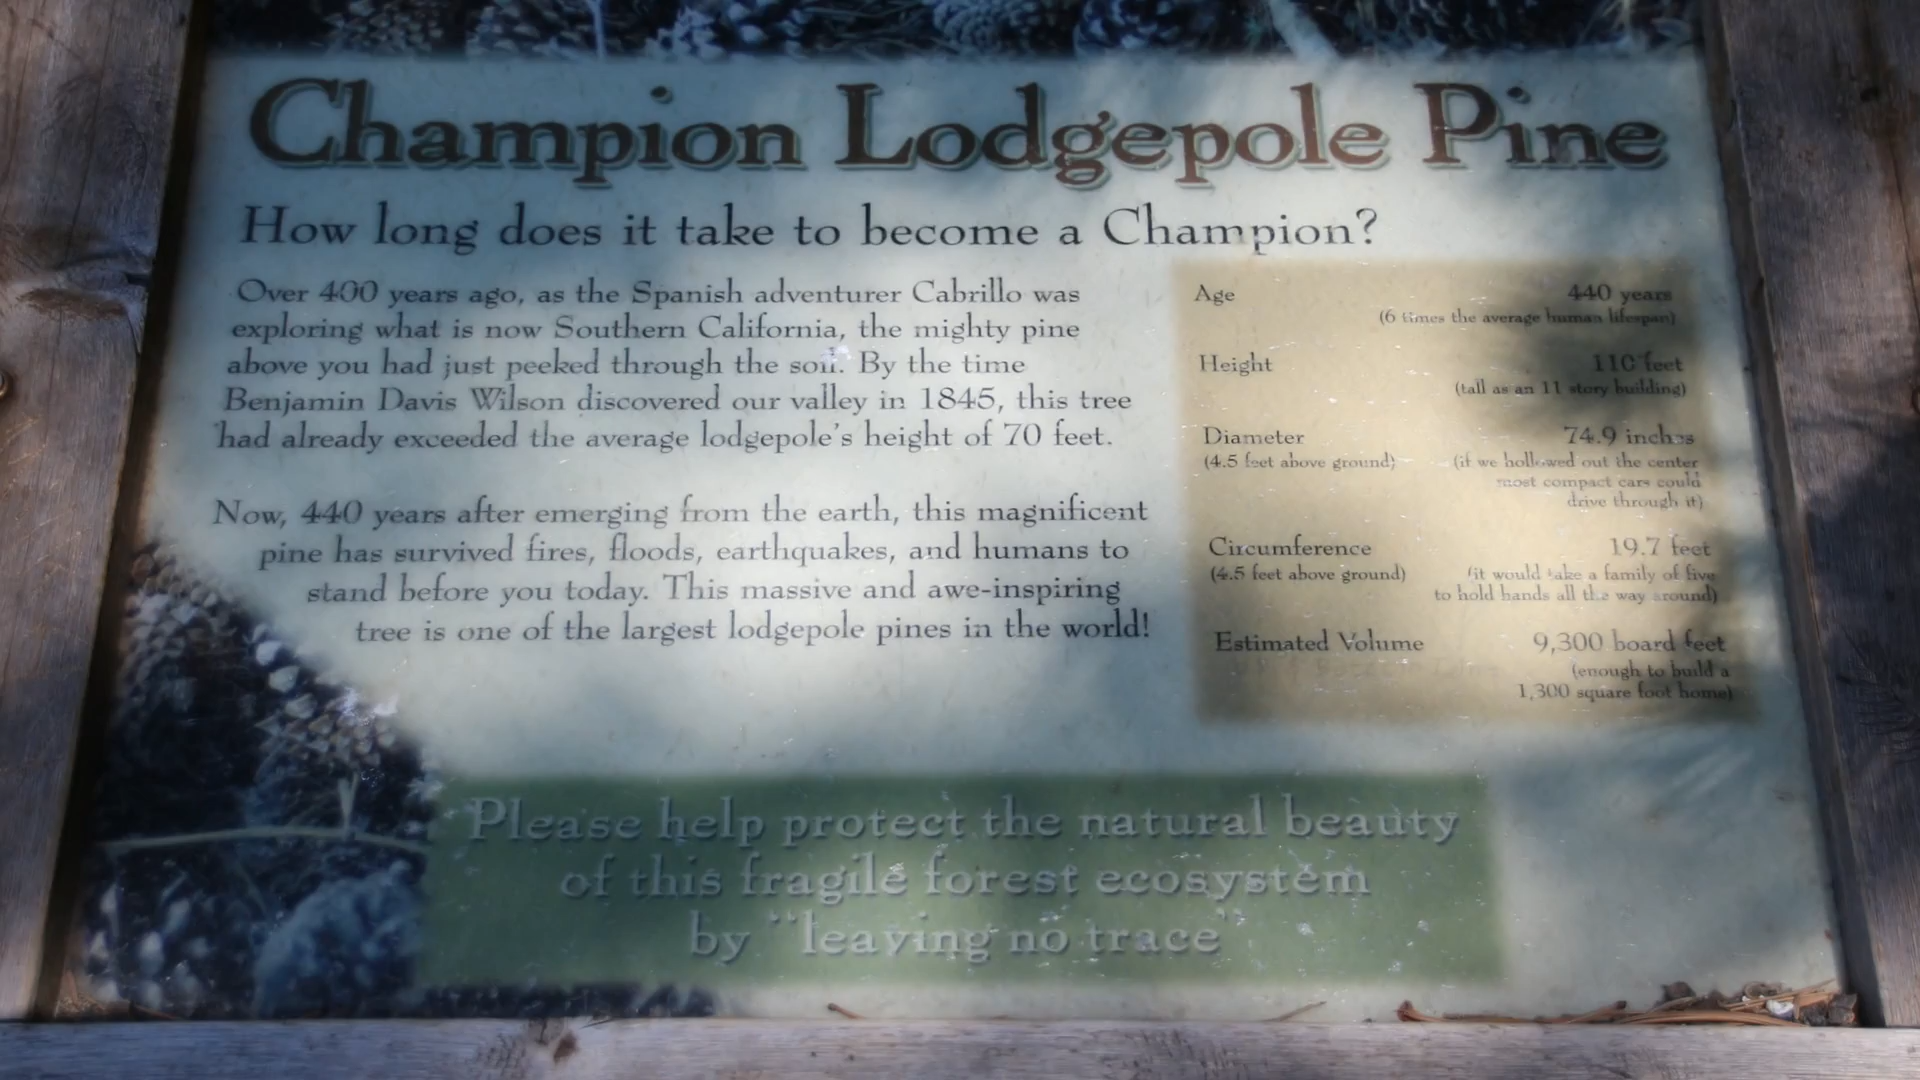 Champion Lodgepole Pine
How long does it take to become a Champion?
Over 400 years ago, as the Spanish adventurer Cabrillo was
exploring what is now Southern California, the mighty pine
above you had just peeked through the soil. By the time
Benjamin Davis Wilson discovered our valley in 1845, this tree
had already exceeded the average lodgepole's height of 70 feet.
Now, 440 years after emerging from the earth, this magnificent
pine has survived fires, floods, earthquakes, and humans to
stand before you today. This massive and awe-inspiring
tree is one of the largest lodgepole pines in the world!
Age 440 years
(6 times the average human lifespan)
Height 110 feet
(tall as an 11 story building)
Diameter 74.9 inches
(4.5 feet above ground) (if we hollowed out the center
most compact cars could
drive through it)
Circumference 19.7 feet
(4.5 feet above ground) (it would take a family of five
to hold hands all the way around)
Estimated Volume 9,300 board feet
(enough to build a
1,300 square foot home)
Please help protect the natural beauty
of this fragile forest ecosystem
by "leaving no trace"